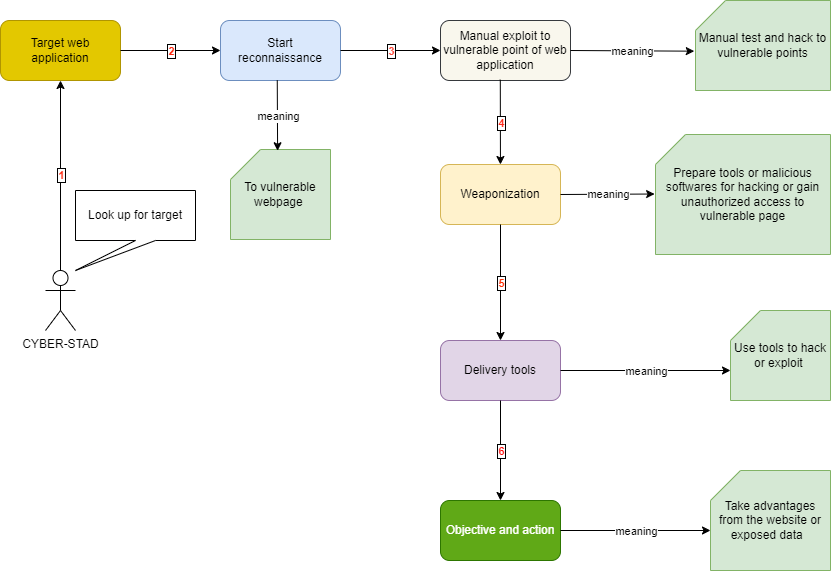 Target web
application
2
Start
reconnaissance
3
Manual exploit to
vulnerable point of web
application
meaning
Manual test and hack to
vulnerable points
meaning
4
1
To vulnerable
webpage
Look up for target
Weaponization
meaning
Prepare tools or malicious
softwares for hacking or gain
unauthorized access to
vulnerable page
5
CYBER-STAD
Delivery tools
meaning
Use tools to hack
or exploit
6
Objective and action
meaning
Take advantages
from the website or
exposed data